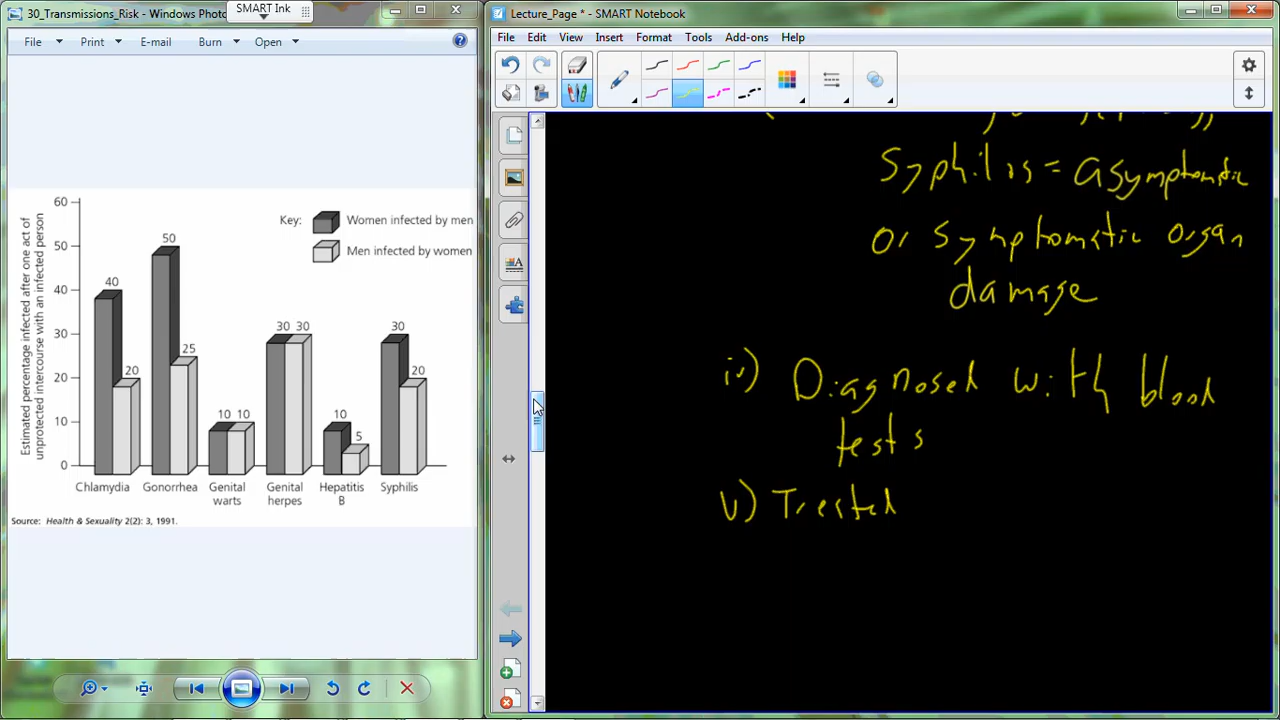 30_Transmissions_Risk - Windows Photo
SMART Ink
File Print E-mail Burn Open
60
50
40
30
20
10
0
Estimated percentage infected after one act of
unprotected intercourse with an infected person
Key: Women infected by men
Men infected by women
40
20
50
25
10 10
30 30
10
5
30
20
Chlamydia
Gonorrhea
Genital
warts
Genital
herpes
Hepatitis
B
Syphilis
Source: Health & Sexuality 2(2): 3, 1991.
Lecture_Page * - SMART Notebook
File Edit View Insert Format Tools Add-ons Help
Syphilis = asymptomatic
or symptomatic organ
damage
iv) Diagnosed with blood
tests
v) Treated